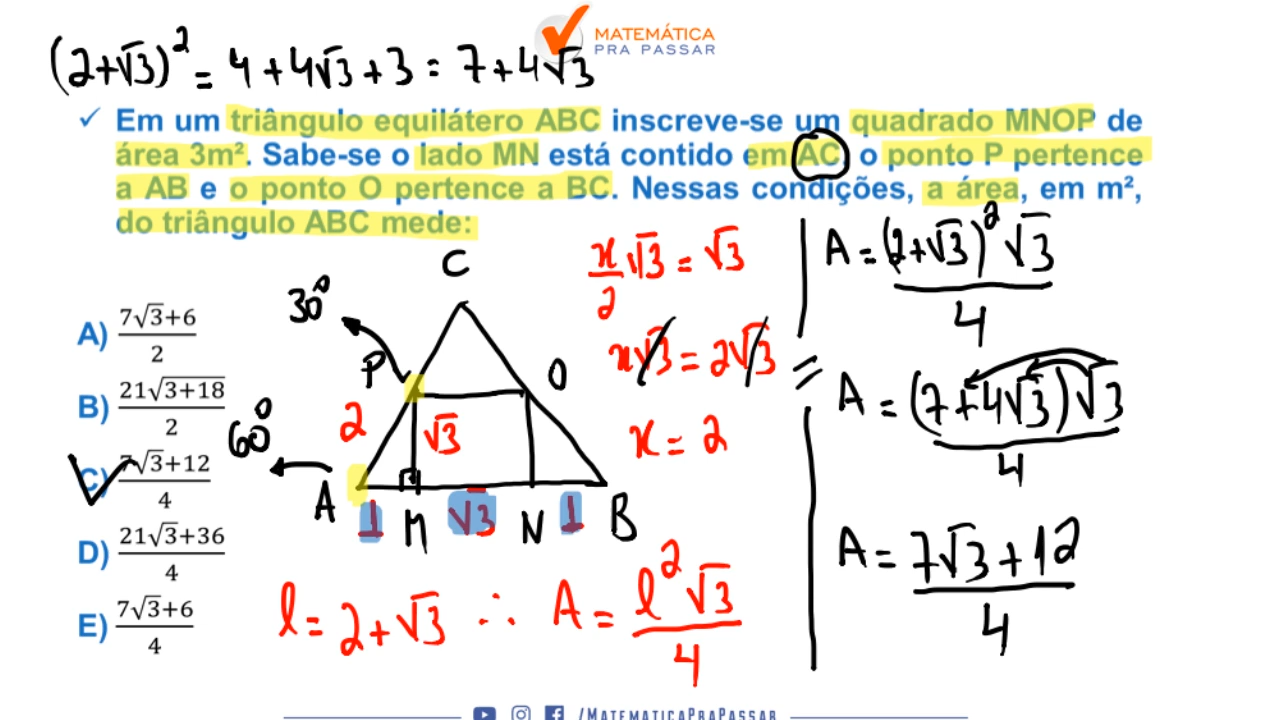 MATEMÁTICA
PRA PASSAR
(2+√3)² = 4 + 4√3 + 3 = 7 + 4√3
✓ Em um triângulo equilátero ABC inscreve-se um quadrado MNOP de
área 3m². Sabe-se o lado MN está contido em AC, o ponto P pertence
a AB e o ponto O pertence a BC. Nessas condições, a área, em m²,
do triângulo ABC mede:
A) (7√3+6)/2
B) (21√(3+18))/2
C) (7√3+12)/4
D) (21√3+36)/4
E) (7√3+6)/4
C
30°
P
O
2
√3
60°
A
1
M
√3
N
1
B
l = 2+√3 ∴ A = (l²√3)/4
(x/2)√3 = √3
x√3 = 2√3
x = 2
A = ((2+√3)²√3)/4
=
A = ((7+4√3)√3)/4
A = (7√3+12)/4
/MATEMATICAPRAPASSAR